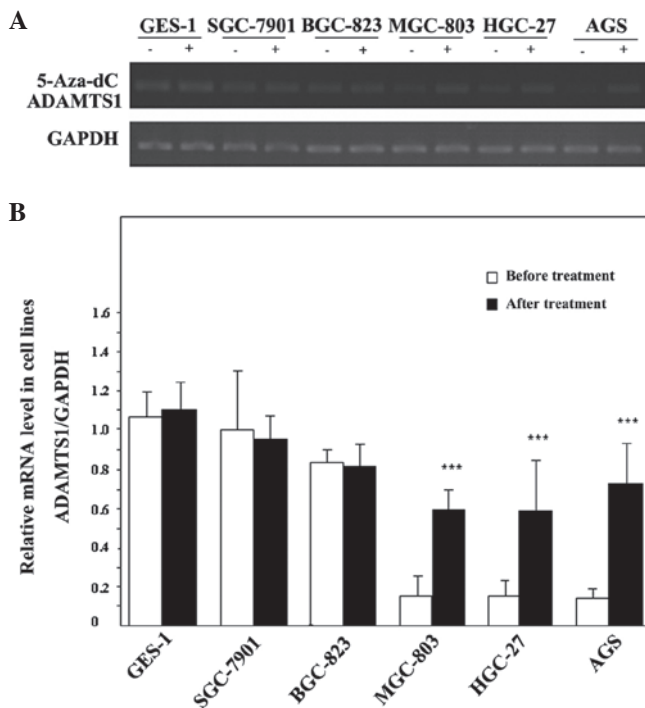 A
GES-1 SGC-7901 BGC-823 MGC-803 HGC-27 AGS
- + - + - + - + - + - +
5-Aza-dC
ADAMTS1
GAPDH
B
Before treatment
After treatment
Relative mRNA level in cell lines
ADAMTS1/GAPDH
1.6
1.4
1.2
1.0
0.8
0.6
0.4
0.2
0
*** *** ***
GES-1 SGC-7901 BGC-823 MGC-803 HGC-27 AGS